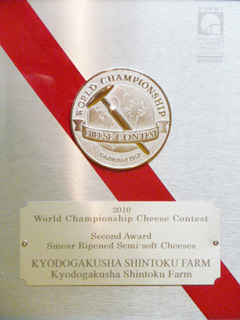 WORLD CHAMPIONSHIP
CHEESE CONTEST
Established 1957
2010
World Championship Cheese Contest
Second Award
Smear Ripened Semi-soft Cheeses
KYODOGAKUSHA SHINTOKU FARM
Kyodogakusha Shintoku Farm